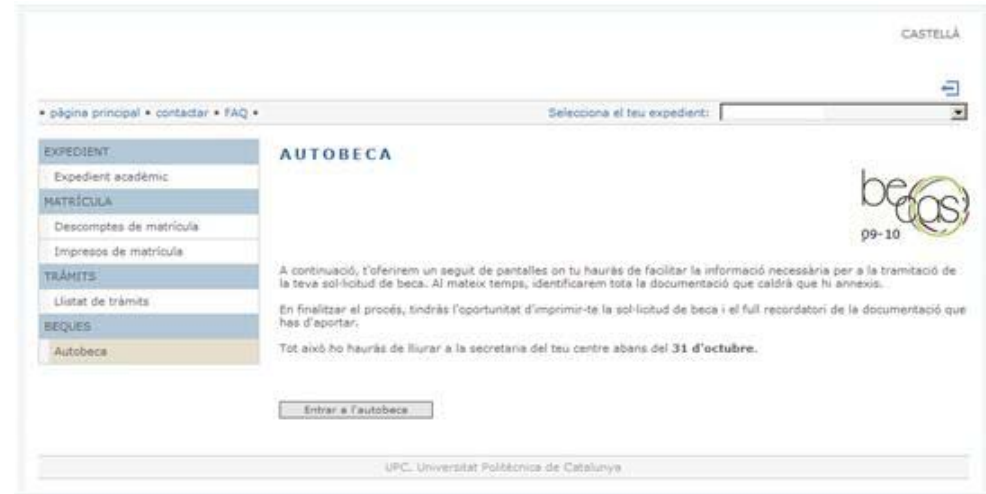 CASTELLÀ
• pàgina principal • contactar • FAQ •
Selecciona el teu expedient:
EXPEDIENT
Expedient acadèmic
MATRÍCULA
Descomptes de matrícula
Impresos de matrícula
TRÀMITS
Llistat de tràmits
BEQUES
Autobeca
AUTOBECA
becas
09-10
A continuació, t'oferirem un seguit de pantalles on tu hauràs de facilitar la informació necessària per a la tramitació de
la teva sol·licitud de beca. Al mateix temps, identificarem tota la documentació que caldrà que hi annexis.
En finalitzar el procés, tindràs l'oportunitat d'imprimir-te la sol·licitud de beca i el full recordatori de la documentació que
has d'aportar.
Tot això ho hauràs de lliurar a la secretaria del teu centre abans del 31 d'octubre.
Entrar a l'autobeca
UPC. Universitat Politècnica de Catalunya